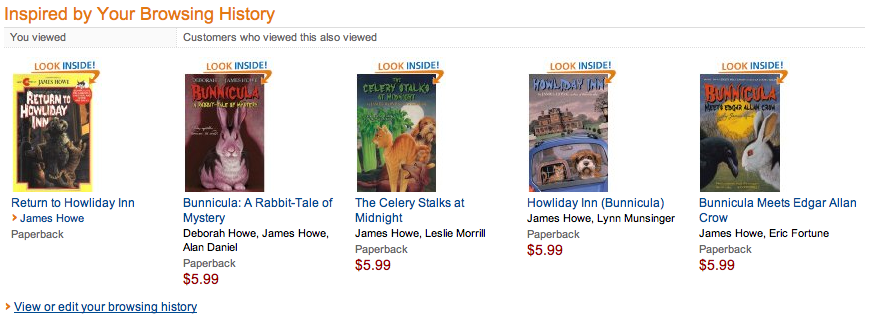 Inspired by Your Browsing History
You viewed
Customers who viewed this also viewed
LOOK INSIDE!
JAMES HOWE
RETURN TO
HOWLIDAY
INN
Return to Howliday Inn
James Howe
Paperback
LOOK INSIDE!
DEBORAH JAMES HOWE
BUNNICULA
A RABBIT-TALE OF MYSTERY
Bunnicula: A Rabbit-Tale of
Mystery
Deborah Howe, James Howe,
Alan Daniel
Paperback
$5.99
LOOK INSIDE!
THE
CELERY STALKS
AT MIDNIGHT
The Celery Stalks at
Midnight
James Howe, Leslie Morrill
Paperback
$5.99
LOOK INSIDE!
HOWLIDAY INN
Howliday Inn (Bunnicula)
James Howe, Lynn Munsinger
Paperback
$5.99
LOOK INSIDE!
BUNNICULA
MEETS EDGAR ALLAN CROW
Bunnicula Meets Edgar Allan
Crow
James Howe, Eric Fortune
Paperback
$5.99
View or edit your browsing history